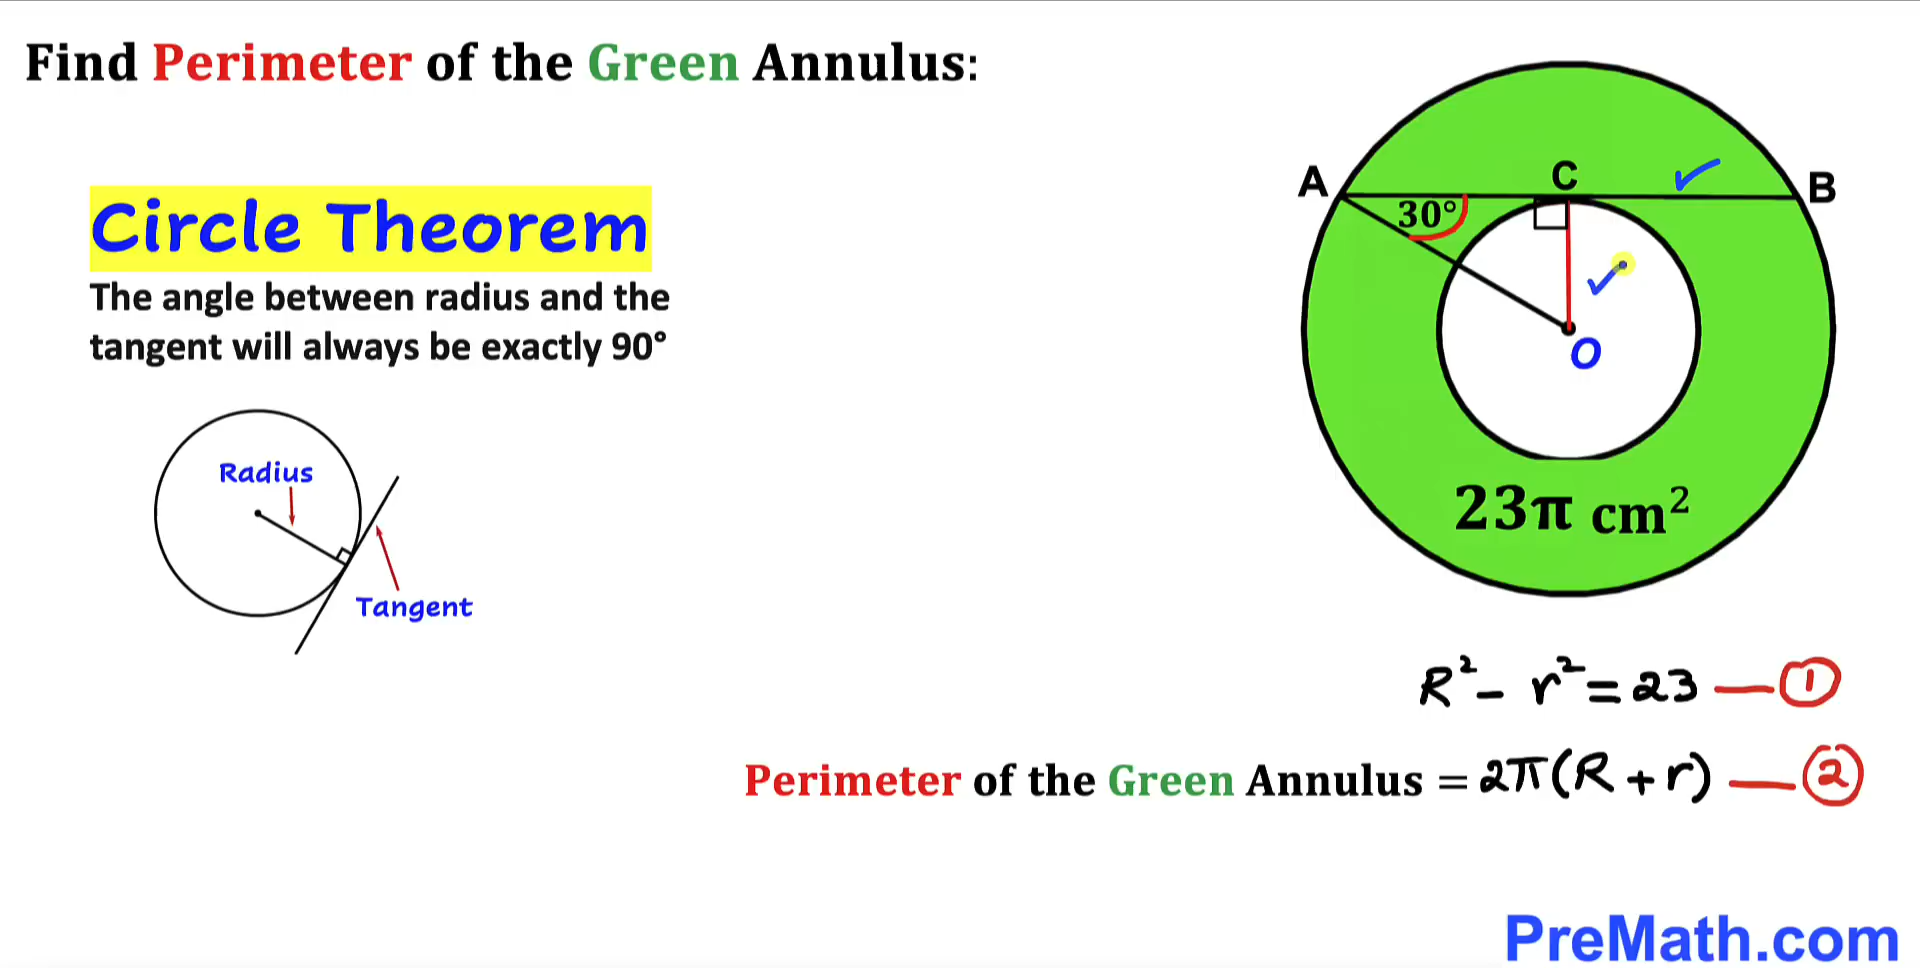 Find Perimeter of the Green Annulus:
Circle Theorem
The angle between radius and the
tangent will always be exactly 90°
Radius
Tangent
A
C
B
30°
O
23π cm²
R² - r² = 23 — ①
Perimeter of the Green Annulus = 2π(R + r) — ②
PreMath.com